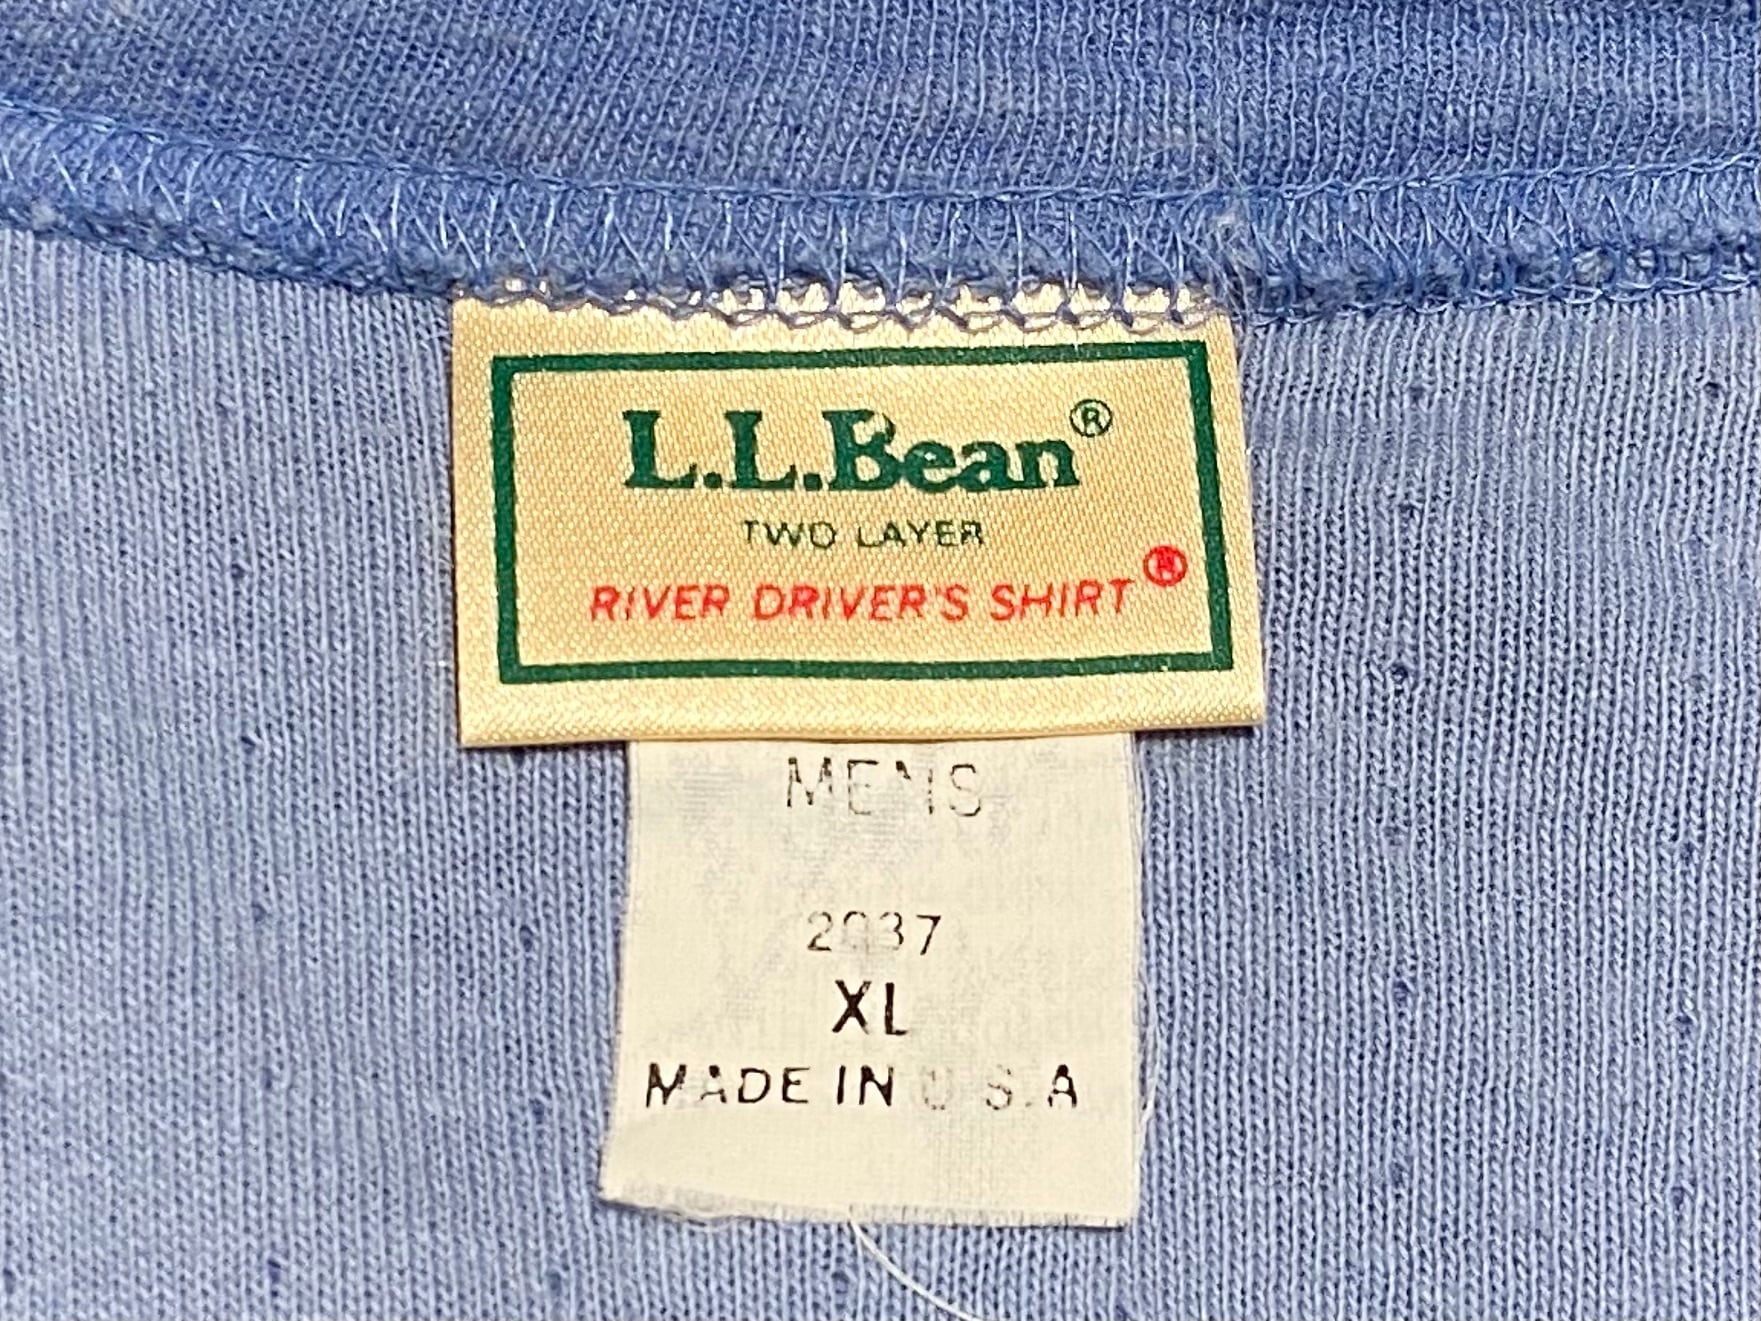 L.L.Bean®
TWO LAYER
RIVER DRIVER'S SHIRT®
MENS
2037
XL
MADE IN U.S.A